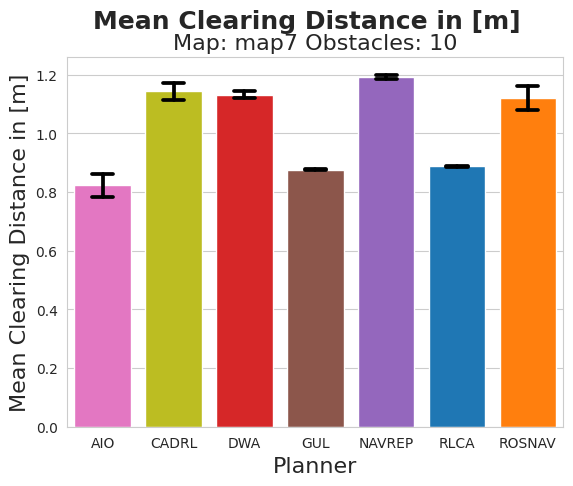 Mean Clearing Distance in [m]
Map: map7 Obstacles: 10
Mean Clearing Distance in [m]
1.2
1.0
0.8
0.6
0.4
0.2
0.0
AIO CADRL DWA GUL NAVREP RLCA ROSNAV
Planner